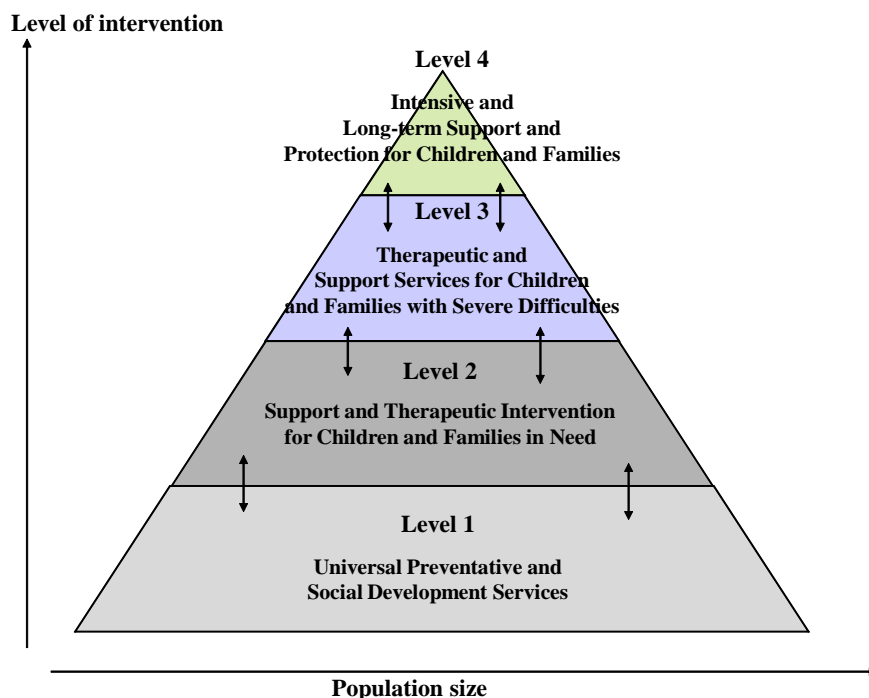 Level of intervention
Level 4
Intensive and
Long-term Support and
Protection for Children and Families
Level 3
Therapeutic and
Support Services for Children
and Families with Severe Difficulties
Level 2
Support and Therapeutic Intervention
for Children and Families in Need
Level 1
Universal Preventative and
Social Development Services
Population size